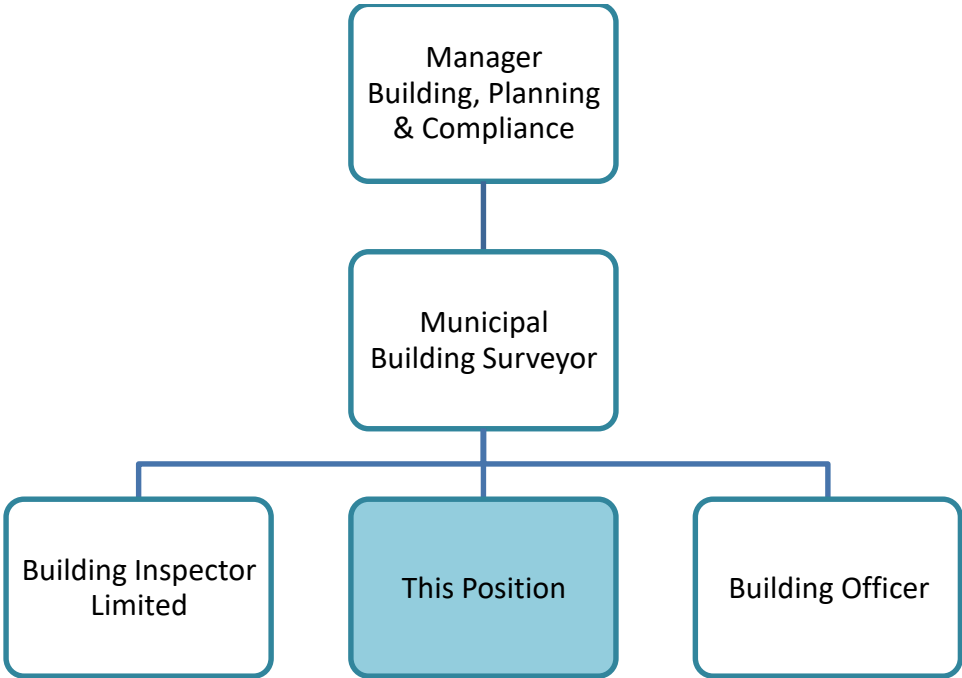 Manager
Building, Planning
& Compliance
Municipal
Building Surveyor
Building Inspector
Limited
This Position
Building Officer